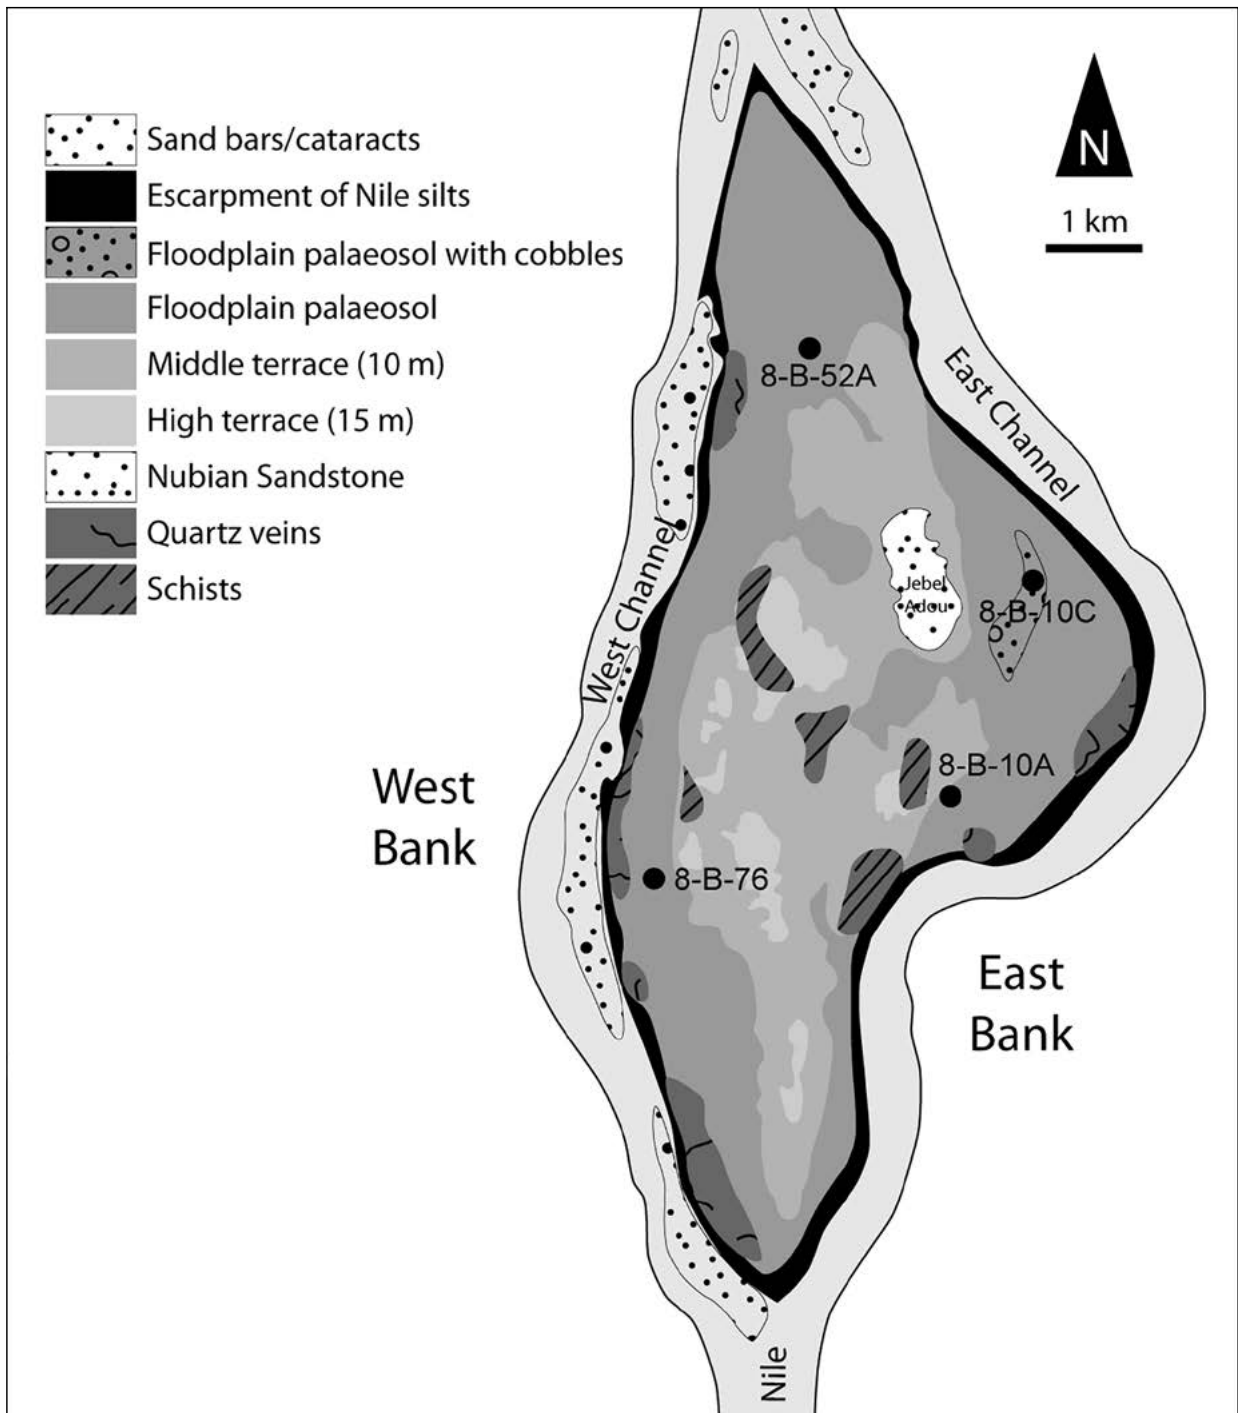 Sand bars/cataracts
Escarpment of Nile silts
Floodplain palaeosol with cobbles
Floodplain palaeosol
Middle terrace (10 m)
High terrace (15 m)
Nubian Sandstone
Quartz veins
Schists
N
1 km
8-B-52A
East Channel
West Channel
Jebel
Adou
8-B-10C
8-B-10A
West
Bank
8-B-76
East
Bank
Nile